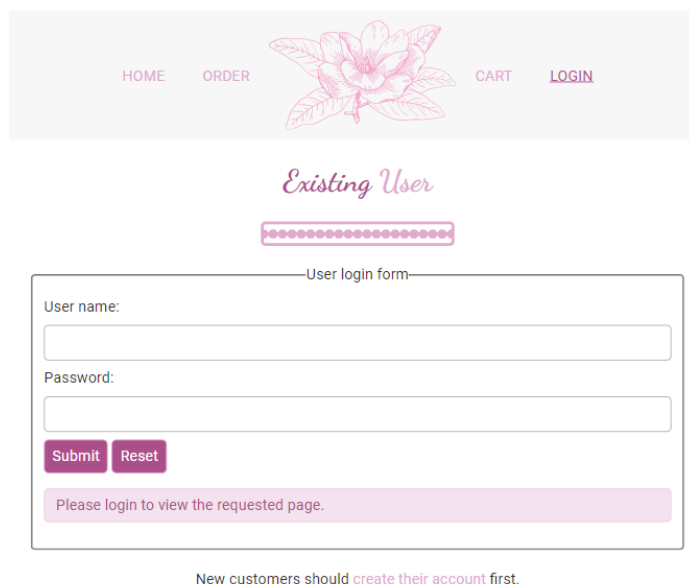 HOME ORDER CART LOGIN
Existing User
User login form
User name:
Password:
Submit Reset
Please login to view the requested page.
New customers should create their account first.